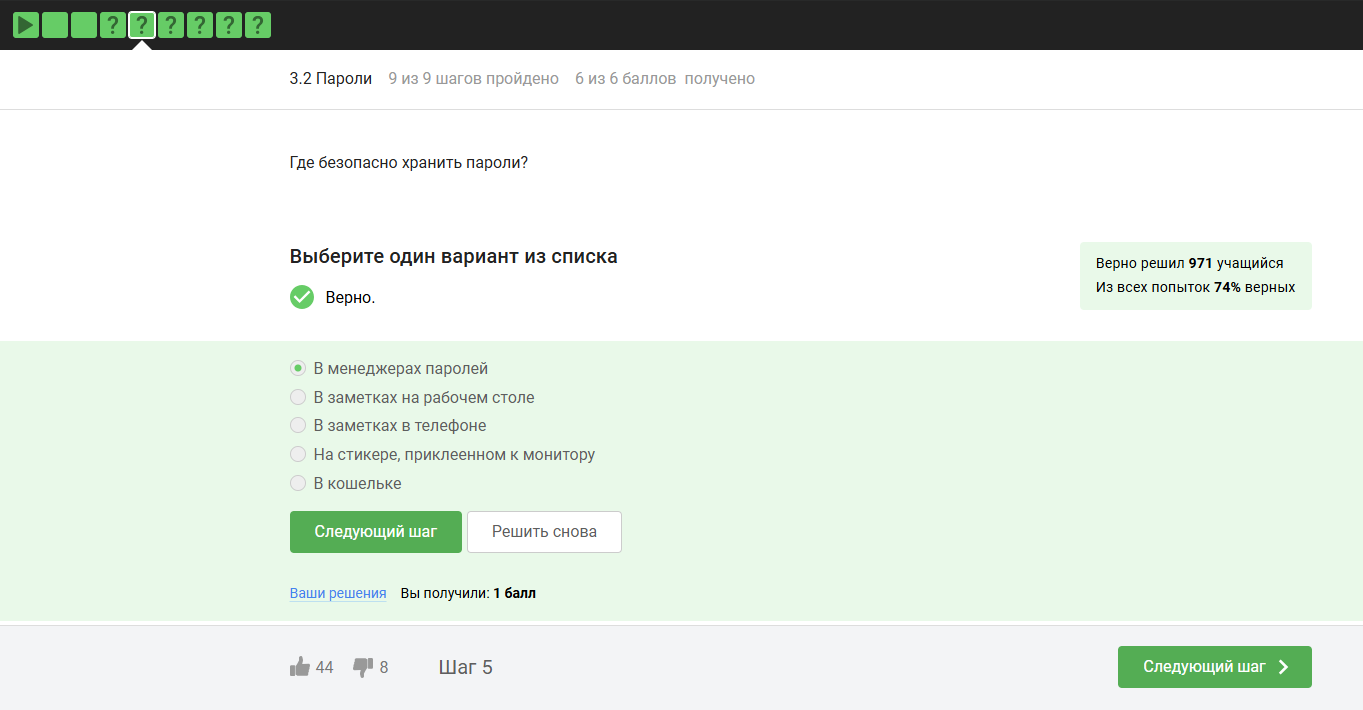 ? ? ? ? ? ?
3.2 Пароли 9 из 9 шагов пройдено 6 из 6 баллов получено
Где безопасно хранить пароли?
Выберите один вариант из списка
Верно.
Верно решил 971 учащийся
Из всех попыток 74% верных
В менеджерах паролей
В заметках на рабочем столе
В заметках в телефоне
На стикере, приклеенном к монитору
В кошельке
Следующий шаг Решить снова
Ваши решения Вы получили: 1 балл
44 8 Шаг 5 Следующий шаг